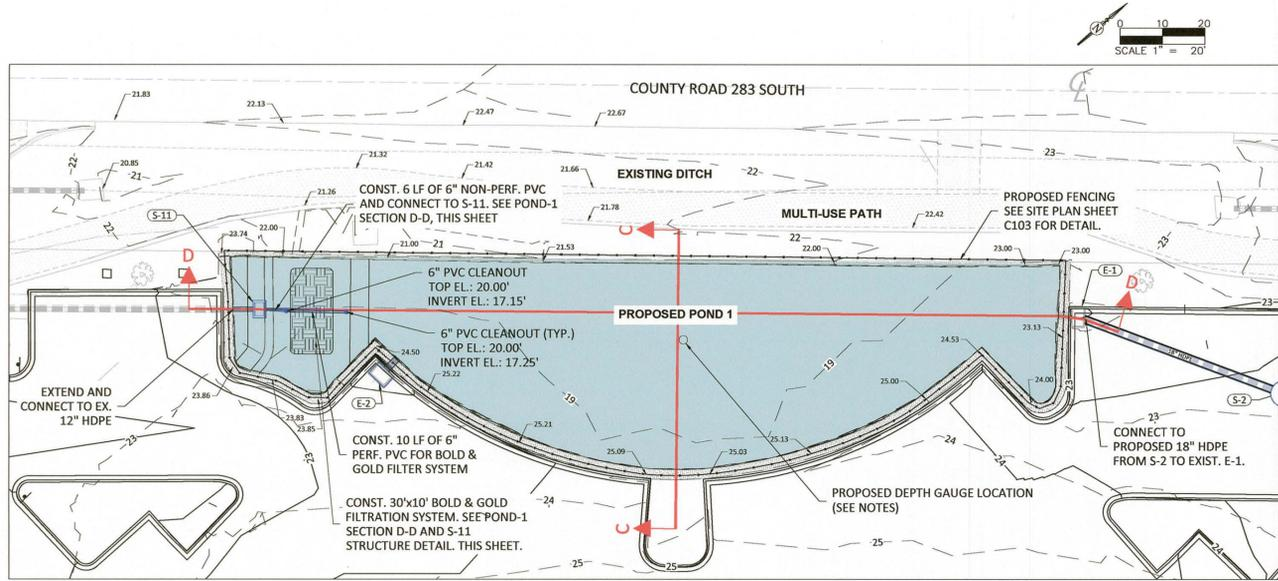 N
0 10 20
SCALE 1" = 20'
COUNTY ROAD 283 SOUTH
CL
21.83
22.13
22.47
22.67
-22-
20.85
-21-
21.32
21.42
21.66
EXISTING DITCH
-22-
-23-
21.26
CONST. 6 LF OF 6" NON-PERF. PVC
AND CONNECT TO S-11. SEE POND-1
SECTION D-D, THIS SHEET
21.78
MULTI-USE PATH
22.42
PROPOSED FENCING
SEE SITE PLAN SHEET
C103 FOR DETAIL.
S-11
22
23.74
22.00
21.00
21
21.53
C
22
22.00
23.00
23.00
-23-
D
6" PVC CLEANOUT
TOP EL.: 20.00'
INVERT EL.: 17.15'
E-1
D
23
PROPOSED POND 1
6" PVC CLEANOUT (TYP.)
TOP EL.: 20.00'
INVERT EL.: 17.25'
23.13
18" HDPE
24.50
24.53
19
25.22
25.00
24.00
23
EXTEND AND
CONNECT TO EX.
12" HDPE
23.86
E-2
-19-
S-2
23.83
23.85
23
23
23
25.21
25.13
24
CONST. 10 LF OF 6"
PERF. PVC FOR BOLD &
GOLD FILTER SYSTEM
25.09
25.03
24
CONNECT TO
PROPOSED 18" HDPE
FROM S-2 TO EXIST. E-1.
-24-
24
CONST. 30'x10' BOLD & GOLD
FILTRATION SYSTEM. SEE POND-1
SECTION D-D AND S-11
STRUCTURE DETAIL. THIS SHEET.
PROPOSED DEPTH GAUGE LOCATION
(SEE NOTES)
C
-25-
24
-25
25